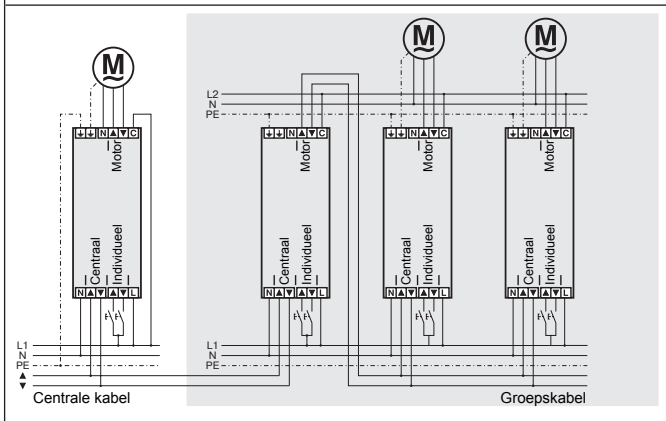 M
M
M
L2
N
PE
N ▲ ▼ C
N ▲ ▼ C
N ▲ ▼ C
N ▲ ▼ C
Motor
Motor
Motor
Motor
Centraal
Individueel
Centraal
Individueel
Centraal
Individueel
Centraal
Individueel
N ▲ ▼ ▲ ▼ L
N ▲ ▼ ▲ ▼ L
N ▲ ▼ ▲ ▼ L
N ▲ ▼ ▲ ▼ L
L1
N
PE
▲
▼
L1
N
PE
Centrale kabel
Groepskabel